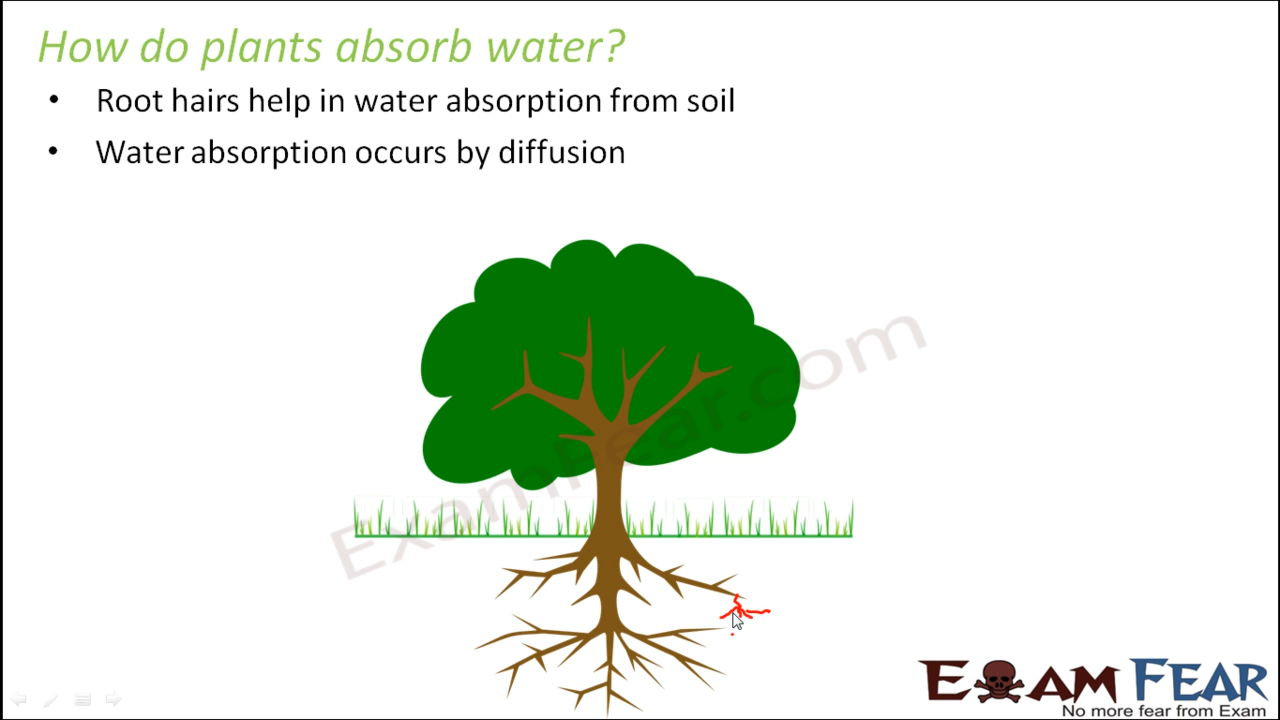 How do plants absorb water?
• Root hairs help in water absorption from soil
• Water absorption occurs by diffusion
ExamFear.com
EXAM FEAR
No more fear from Exam